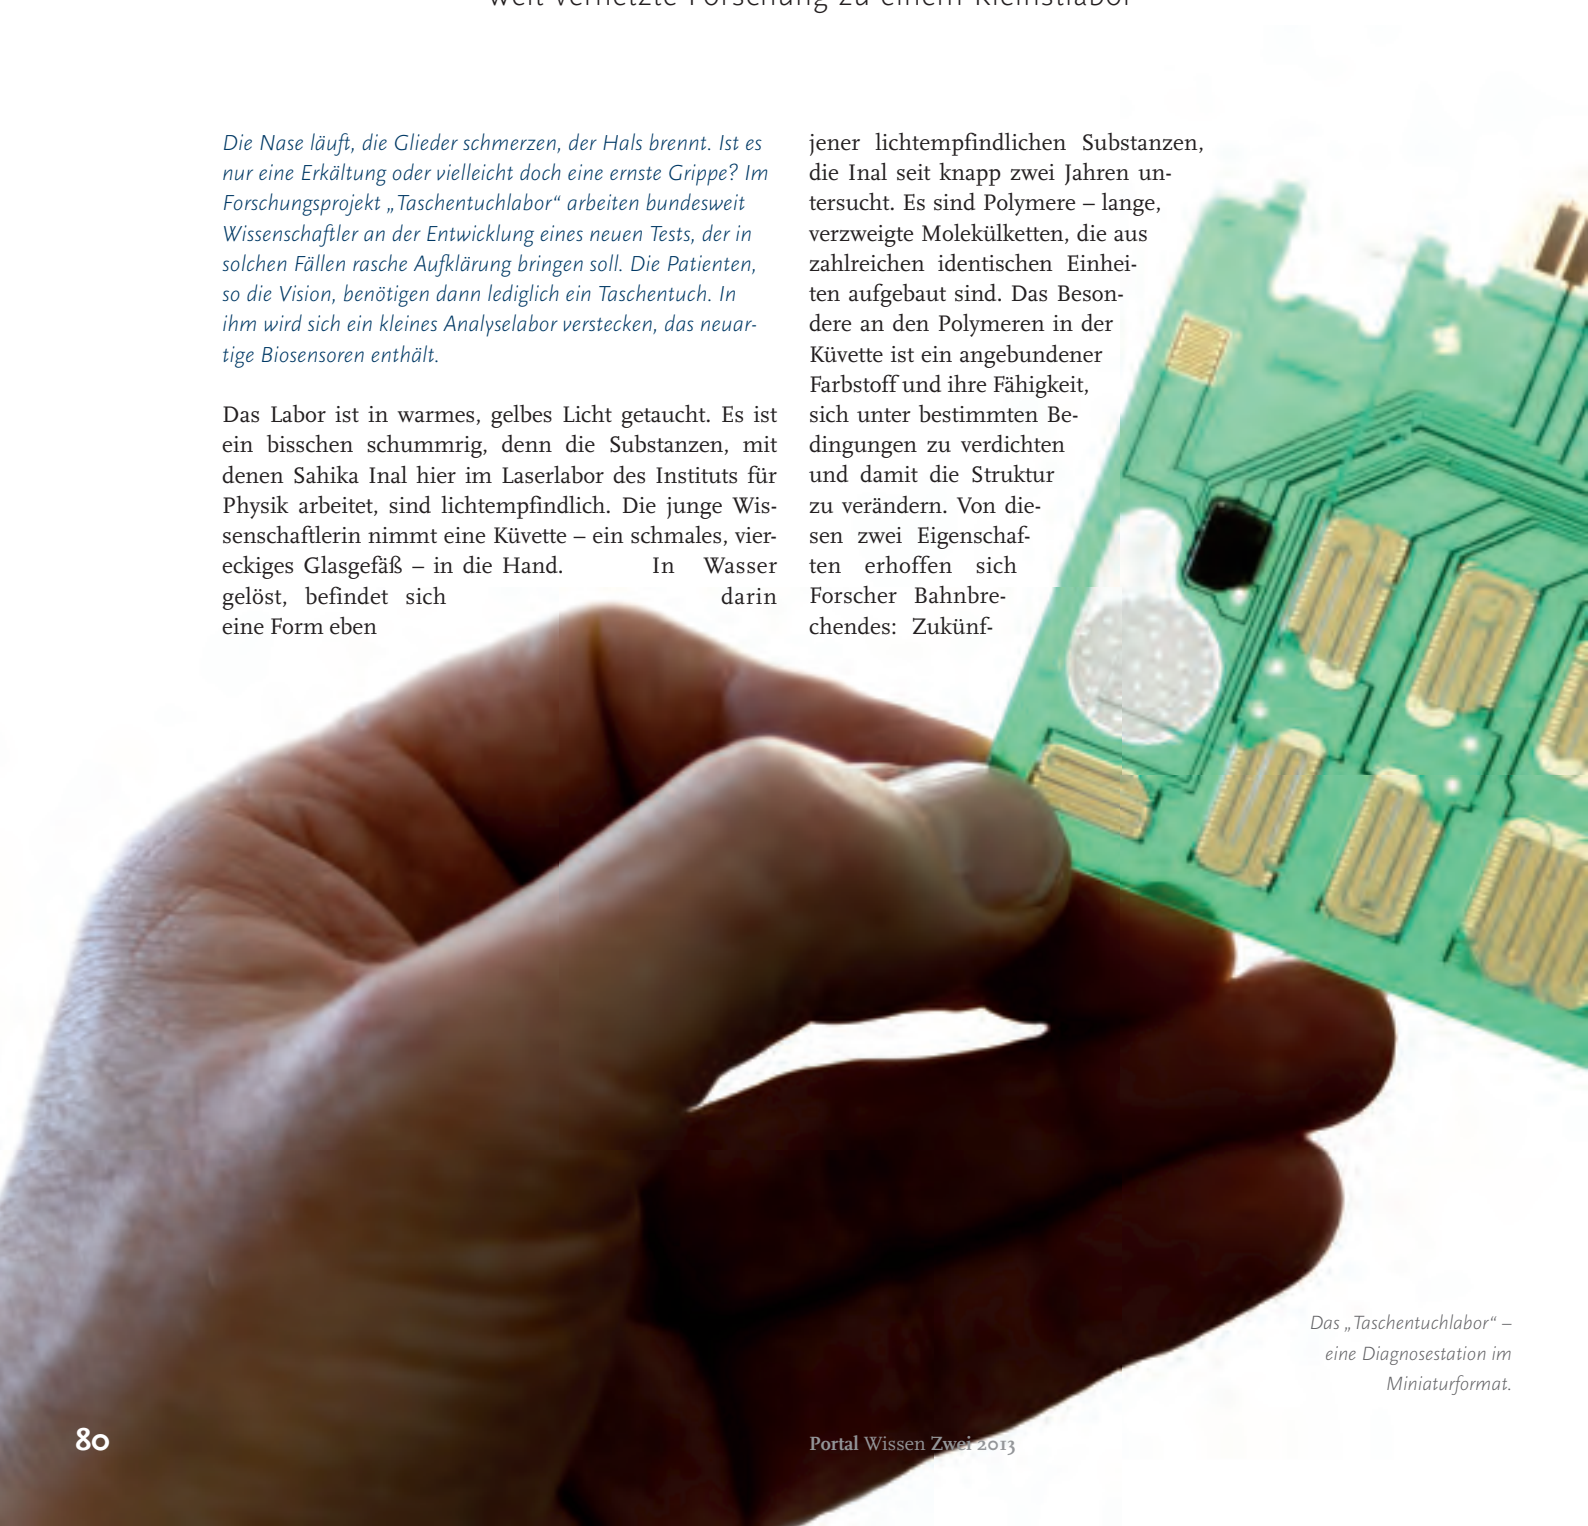 weit vernetzte Forschung zu einem Kleinstlabor
Die Nase läuft, die Glieder schmerzen, der Hals brennt. Ist es
nur eine Erkältung oder vielleicht doch eine ernste Grippe? Im
Forschungsprojekt „Taschentuchlabor“ arbeiten bundesweit
Wissenschaftler an der Entwicklung eines neuen Tests, der in
solchen Fällen rasche Aufklärung bringen soll. Die Patienten,
so die Vision, benötigen dann lediglich ein Taschentuch. In
ihm wird sich ein kleines Analyselabor verstecken, das neuar-
tige Biosensoren enthält.
Das Labor ist in warmes, gelbes Licht getaucht. Es ist
ein bisschen schummrig, denn die Substanzen, mit
denen Sahika Inal hier im Laserlabor des Instituts für
Physik arbeitet, sind lichtempfindlich. Die junge Wis-
senschaftlerin nimmt eine Küvette – ein schmales, vier-
eckiges Glasgefäß – in die Hand. In Wasser
gelöst, befindet sich darin
eine Form eben
jener lichtempfindlichen Substanzen,
die Inal seit knapp zwei Jahren un-
tersucht. Es sind Polymere – lange,
verzweigte Molekülketten, die aus
zahlreichen identischen Einhei-
ten aufgebaut sind. Das Beson-
dere an den Polymeren in der
Küvette ist ein angebundener
Farbstoff und ihre Fähigkeit,
sich unter bestimmten Be-
dingungen zu verdichten
und damit die Struktur
zu verändern. Von die-
sen zwei Eigenschaf-
ten erhoffen sich
Forscher Bahnbre-
chendes: Zukünf-
Das „Taschentuchlabor“ –
eine Diagnosestation im
Miniaturformat.
80
Portal Wissen Zwei 2013